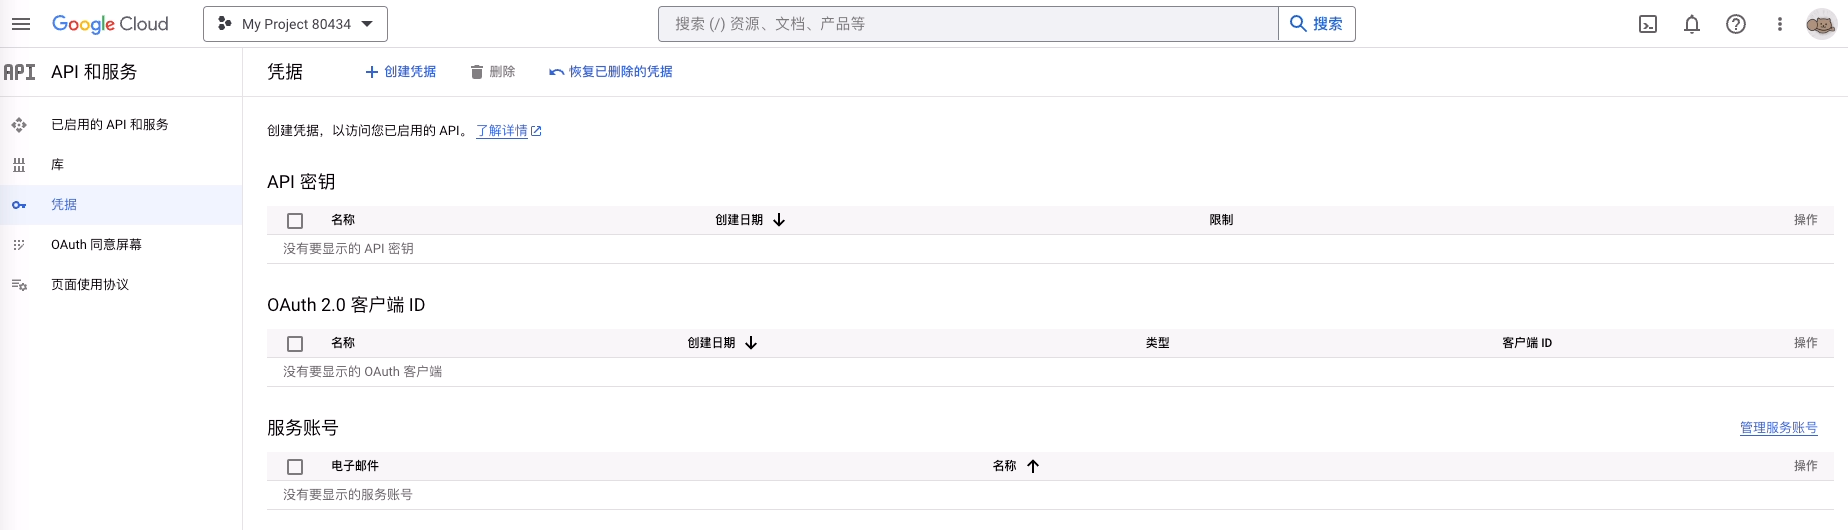 Google Cloud
My Project 80434
搜索 (/) 资源、文档、产品等
搜索
API
API 和服务
凭据
创建凭据
删除
恢复已删除的凭据
已启用的 API 和服务
库
凭据
OAuth 同意屏幕
页面使用协议
创建凭据，以访问您已启用的 API。 了解详情
API 密钥
名称 创建日期 限制 操作
没有要显示的 API 密钥
OAuth 2.0 客户端 ID
名称 创建日期 类型 客户端 ID 操作
没有要显示的 OAuth 客户端
服务账号
管理服务账号
电子邮件 名称 操作
没有要显示的服务账号